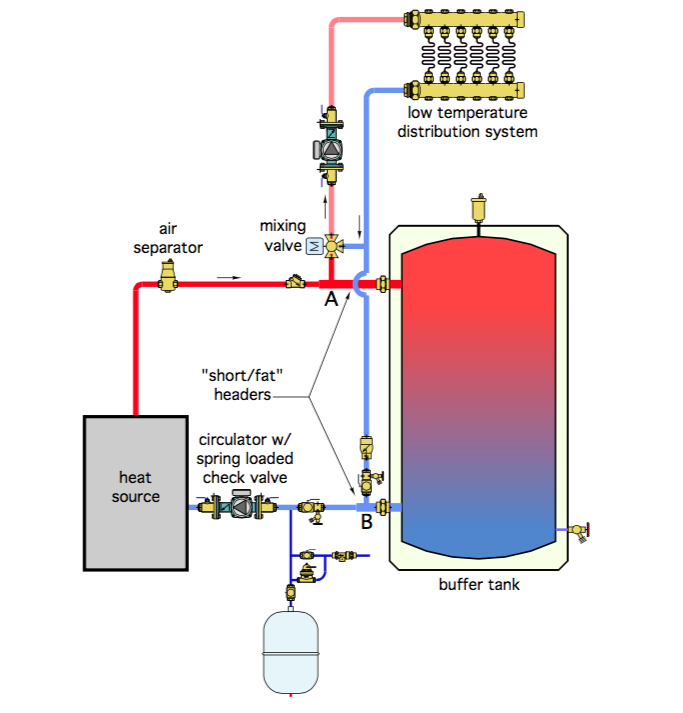 low temperature
distribution system
air
separator
mixing
valve
M
A
"short/fat"
headers
circulator w/
spring loaded
check valve
heat
source
B
buffer tank